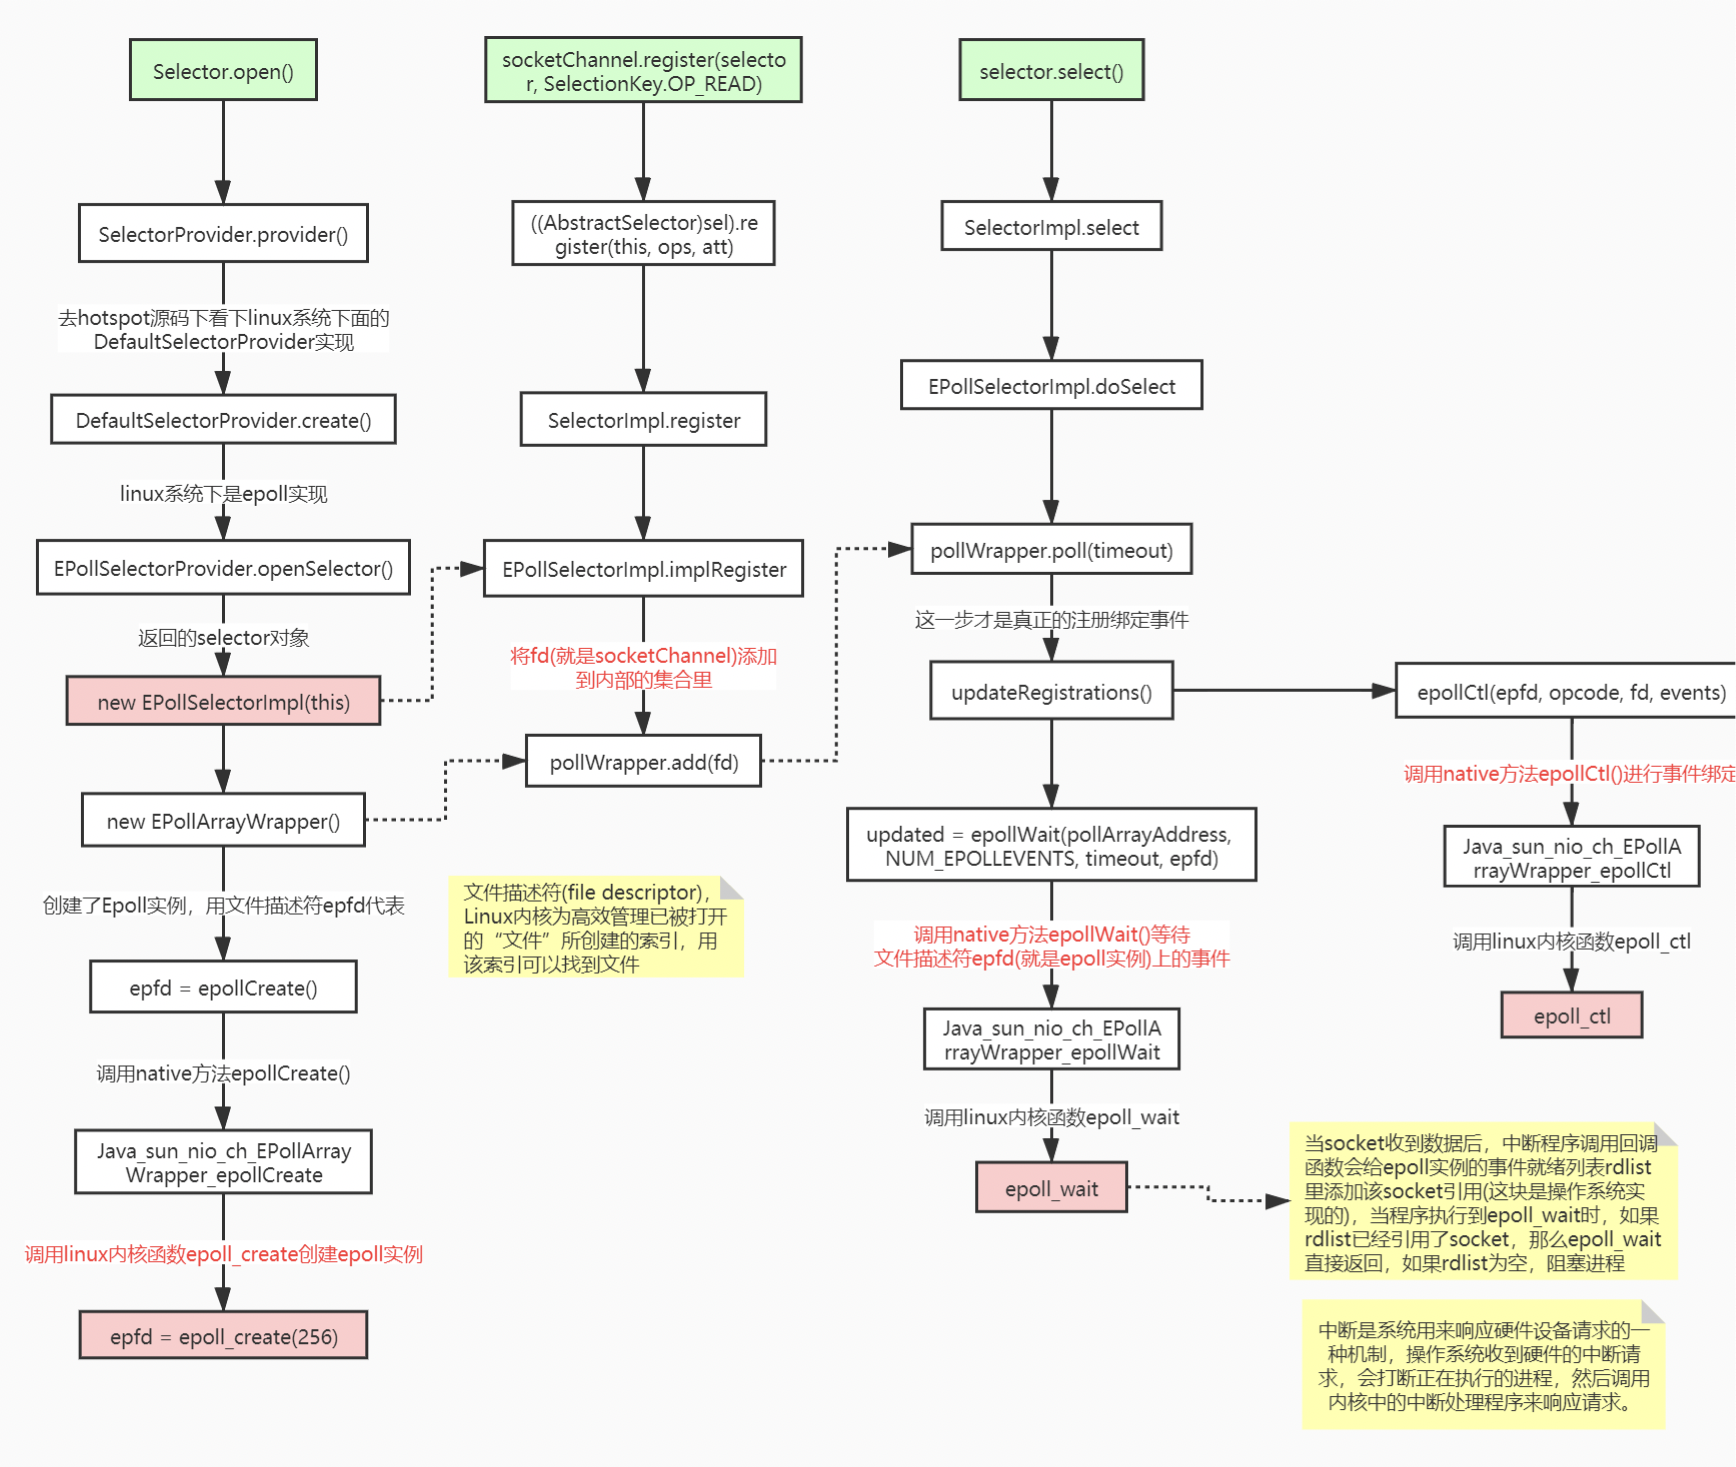 Selector.open()
SelectorProvider.provider()
去hotspot源码下看下linux系统下面的
DefaultSelectorProvider实现
DefaultSelectorProvider.create()
linux系统下是epoll实现
EPollSelectorProvider.openSelector()
返回的selector对象
new EPollSelectorImpl(this)
new EPollArrayWrapper()
创建了Epoll实例，用文件描述符epfd代表
epfd = epollCreate()
调用native方法epollCreate()
Java_sun_nio_ch_EPollArray
Wrapper_epollCreate
调用linux内核函数epoll_create创建epoll实例
epfd = epoll_create(256)
socketChannel.register(selecto
r, SelectionKey.OP_READ)
((AbstractSelector)sel).re
gister(this, ops, att)
SelectorImpl.register
EPollSelectorImpl.implRegister
将fd(就是socketChannel)添加
到内部的集合里
pollWrapper.add(fd)
文件描述符(file descriptor)，
Linux内核为高效管理已被打开
的“文件”所创建的索引，用
该索引可以找到文件
selector.select()
SelectorImpl.select
EPollSelectorImpl.doSelect
pollWrapper.poll(timeout)
这一步才是真正的注册绑定事件
updateRegistrations()
updated = epollWait(pollArrayAddress,
NUM_EPOLLEVENTS, timeout, epfd)
调用native方法epollWait()等待
文件描述符epfd(就是epoll实例)上的事件
Java_sun_nio_ch_EPollA
rrayWrapper_epollWait
调用linux内核函数epoll_wait
epoll_wait
epollCtl(epfd, opcode, fd, events)
调用native方法epollCtl()进行事件绑定
Java_sun_nio_ch_EPollA
rrayWrapper_epollCtl
调用linux内核函数epoll_ctl
epoll_ctl
当socket收到数据后，中断程序调用回调
函数会给epoll实例的事件就绪列表rdlist
里添加该socket引用(这块是操作系统实
现的)，当程序执行到epoll_wait时，如果
rdlist已经引用了socket，那么epoll_wait
直接返回，如果rdlist为空，阻塞进程
中断是系统用来响应硬件设备请求的一
种机制，操作系统收到硬件的中断请
求，会打断正在执行的进程，然后调用
内核中的中断处理程序来响应请求。